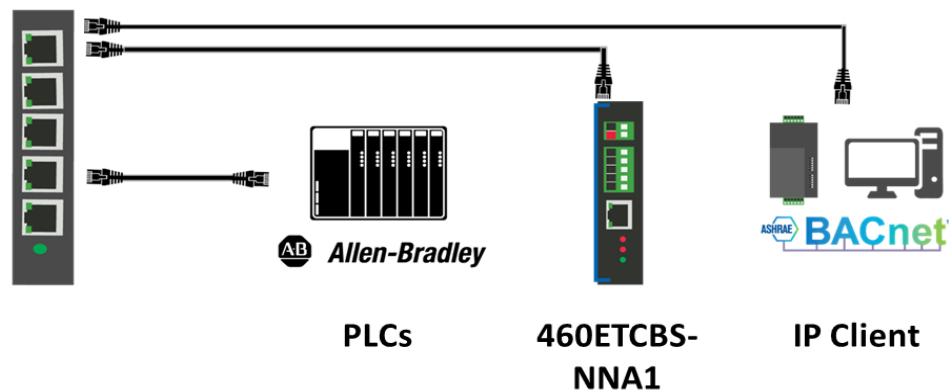 AB Allen-Bradley
ASHRAE BACnet
PLCs
460ETCBS-
NNA1
IP Client